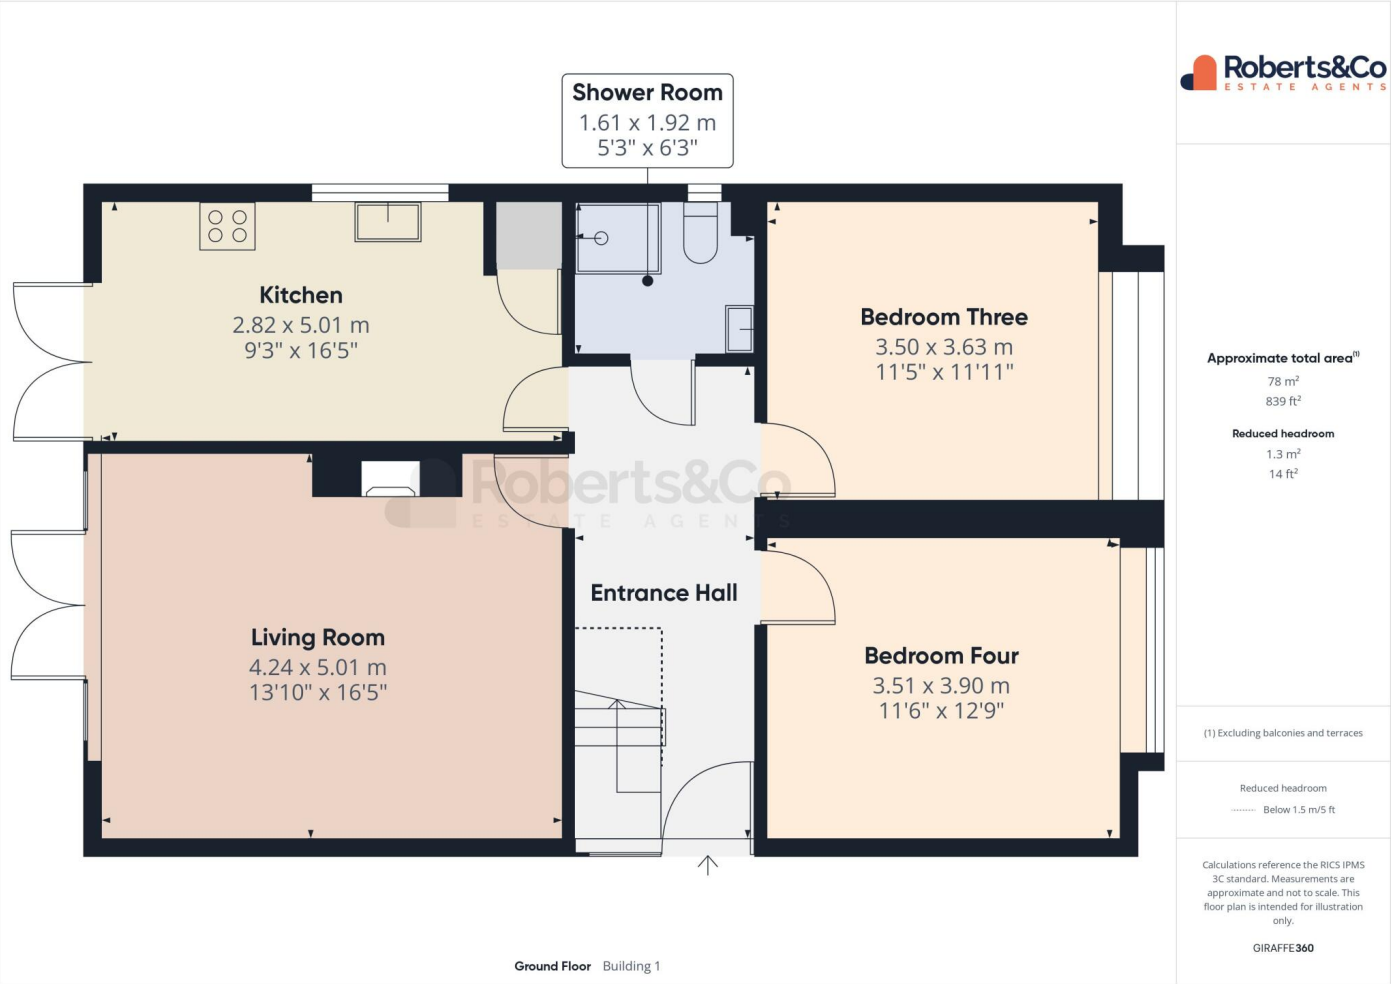 Shower Room
1.61 x 1.92 m
5'3" x 6'3"
Kitchen
2.82 x 5.01 m
9'3" x 16'5"
Bedroom Three
3.50 x 3.63 m
11'5" x 11'11"
Roberts&Co
ESTATE AGENTS
Entrance Hall
Living Room
4.24 x 5.01 m
13'10" x 16'5"
Bedroom Four
3.51 x 3.90 m
11'6" x 12'9"
Ground Floor Building 1
Roberts&Co
ESTATE AGENTS
Approximate total area(1)
78 m²
839 ft²
Reduced headroom
1.3 m²
14 ft²
(1) Excluding balconies and terraces
Reduced headroom
Below 1.5 m/5 ft
Calculations reference the RICS IPMS
3C standard. Measurements are
approximate and not to scale. This
floor plan is intended for illustration
only.
GIRAFFE360